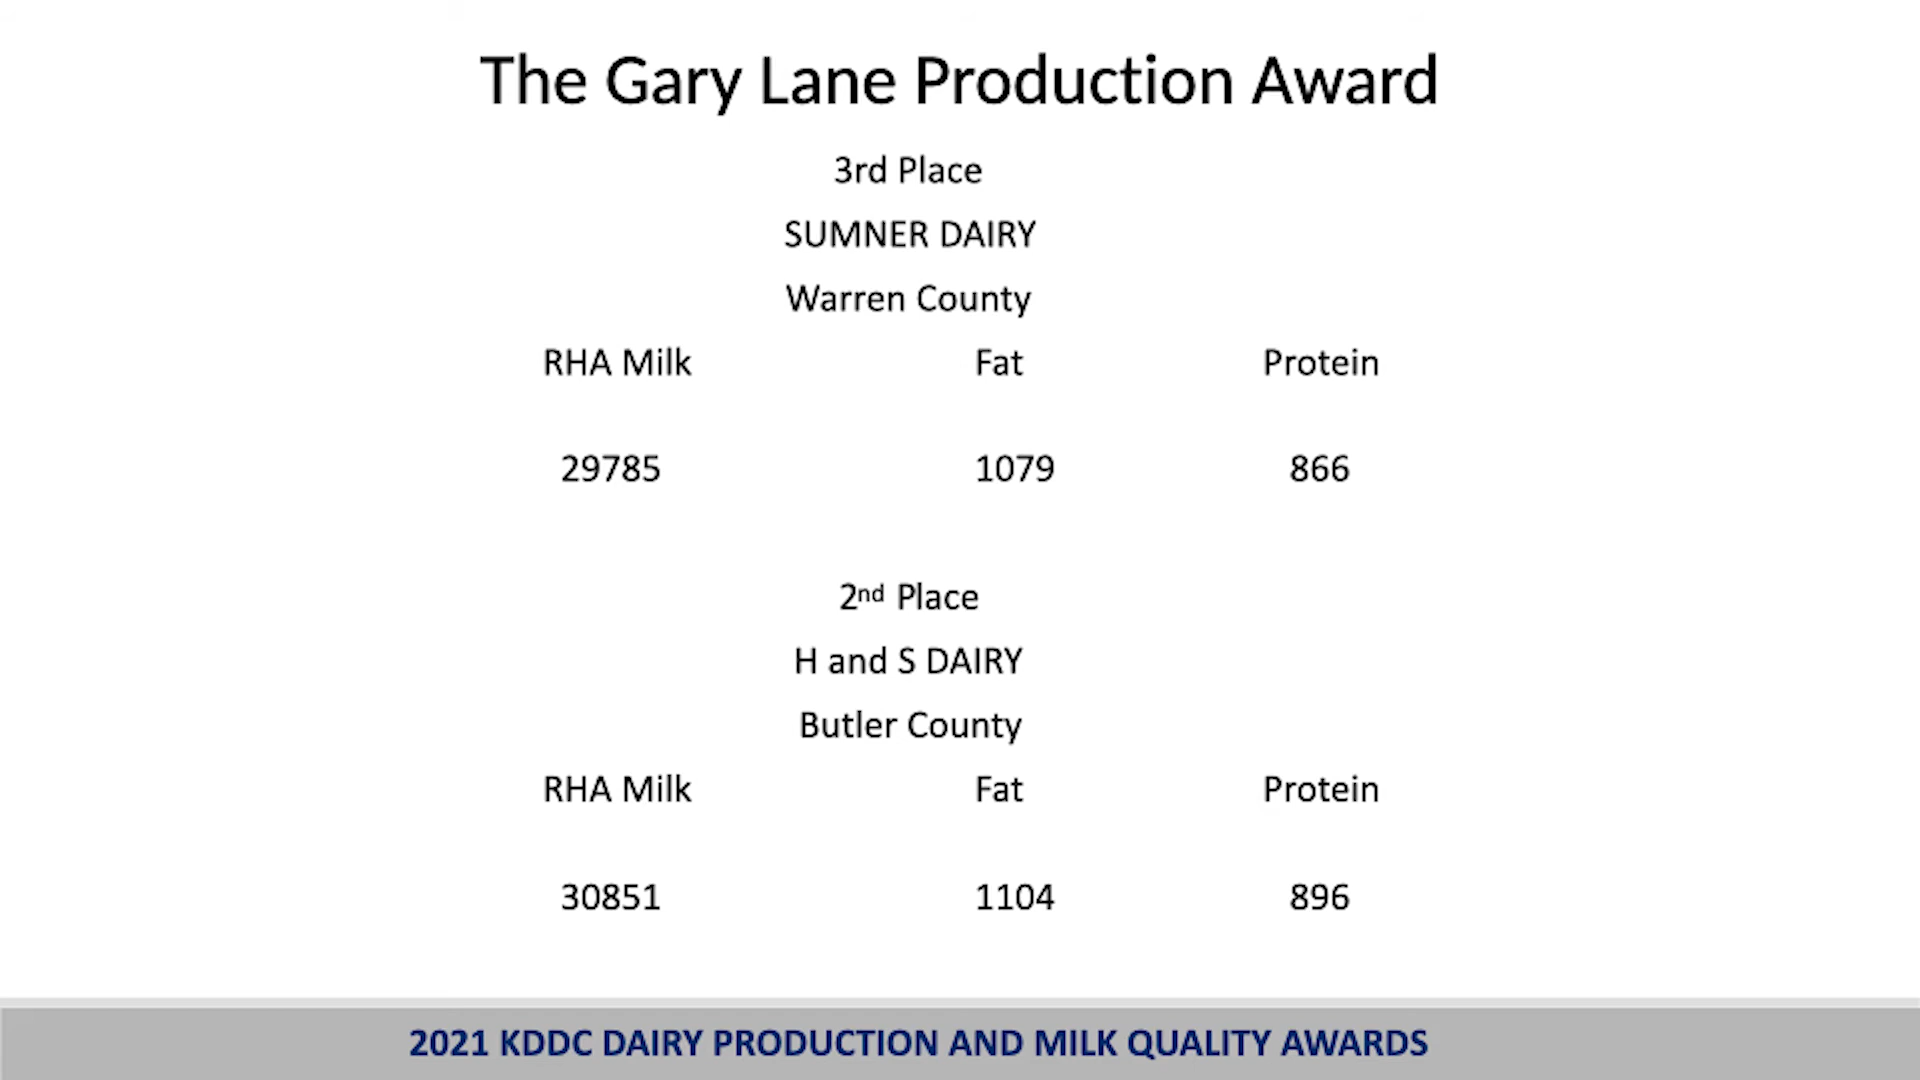 The Gary Lane Production Award
3rd Place
SUMNER DAIRY
Warren County
RHA Milk Fat Protein
29785 1079 866
2nd Place
H and S DAIRY
Butler County
RHA Milk Fat Protein
30851 1104 896
2021 KDDC DAIRY PRODUCTION AND MILK QUALITY AWARDS